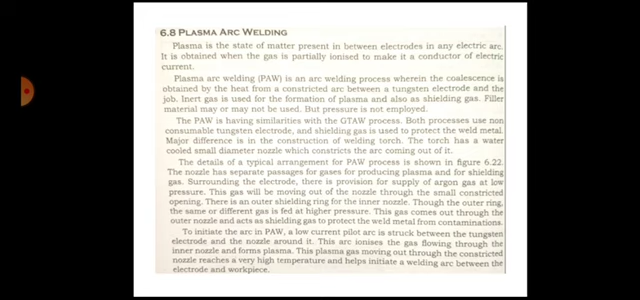 6.8 PLASMA ARC WELDING
Plasma is the state of matter present in between electrodes in any electric arc.
It is obtained when the gas is partially ionised to make it a conductor of electric
current.
Plasma arc welding (PAW) is an arc welding process wherein the coalescence is
obtained by the heat from a constricted arc between a tungsten electrode and the
job. Inert gas is used for the formation of plasma and also as shielding gas. Filler
material may or may not be used. But pressure is not employed.
The PAW is having similarities with the GTAW process. Both processes use non
consumable tungsten electrode, and shielding gas is used to protect the weld metal.
Major difference is in the construction of welding torch. The torch has a water
cooled small diameter nozzle which constricts the arc coming out of it.
The details of a typical arrangement for PAW process is shown in figure 6.22.
The nozzle has separate passages for gases for producing plasma and for shielding
gas. Surrounding the electrode, there is provision for supply of argon gas at low
pressure. This gas will be moving out of the nozzle through the small constricted
opening. There is an outer shielding ring for the inner nozzle. Though the outer ring,
the same or different gas is fed at higher pressure. This gas comes out through the
outer nozzle and acts as shielding gas to protect the weld metal from contaminations.
To initiate the arc in PAW, a low current pilot arc is struck between the tungsten
electrode and the nozzle around it. This arc ionises the gas flowing through the
inner nozzle and forms plasma. This plasma gas moving out through the constricted
nozzle reaches a very high temperature and helps initiate a welding arc between the
electrode and workpiece.